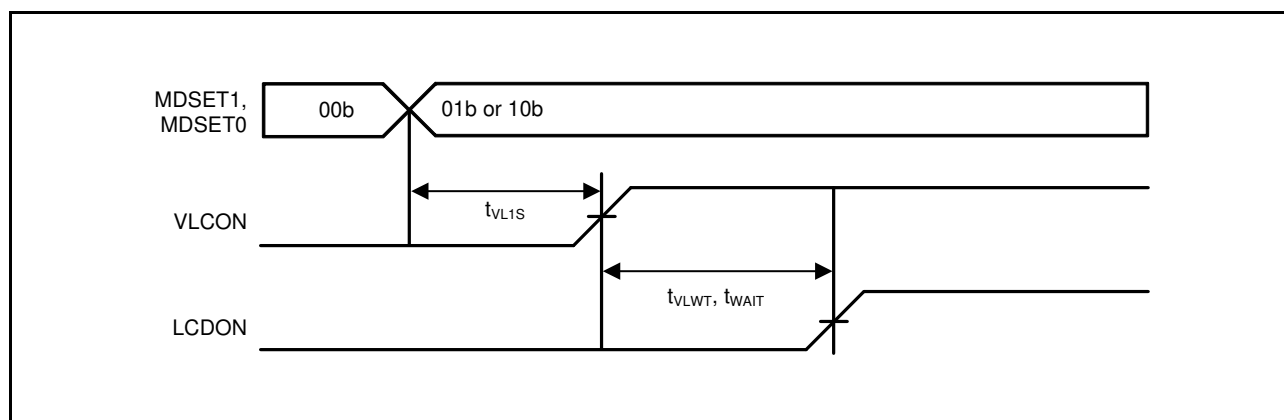 MDSET1,
MDSET0
00b
01b or 10b
VLCON
tVL1S
tVLWT, tWAIT
LCDON